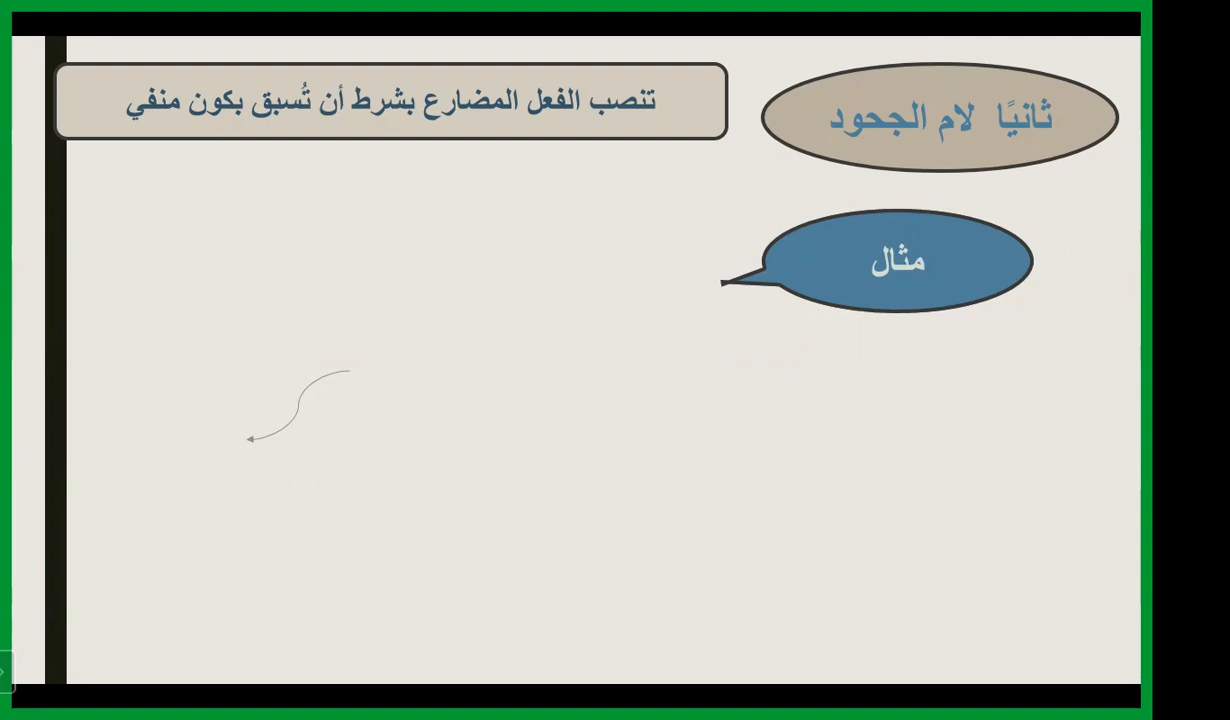 ثانيًا لام الجحود
تنصب الفعل المضارع بشرط أن تُسبق بكون منفي
مثال